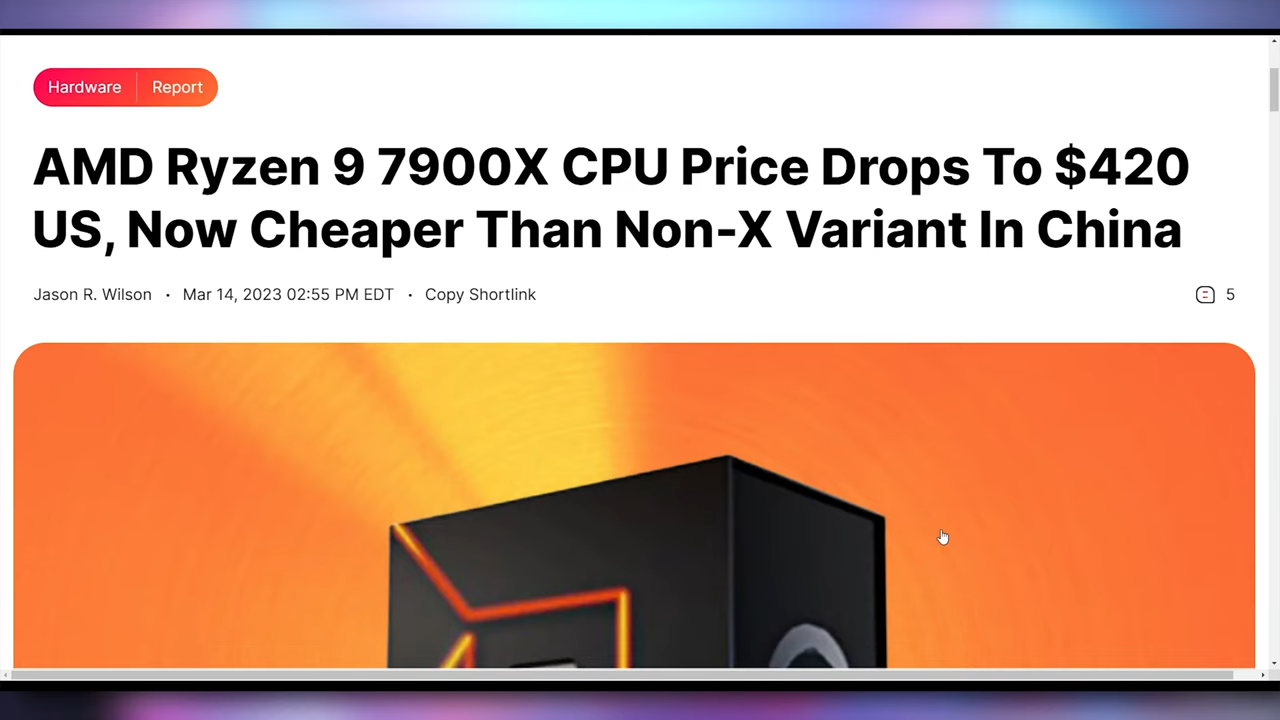 Hardware Report
AMD Ryzen 9 7900X CPU Price Drops To $420
US, Now Cheaper Than Non-X Variant In China
Jason R. Wilson • Mar 14, 2023 02:55 PM EDT • Copy Shortlink 5